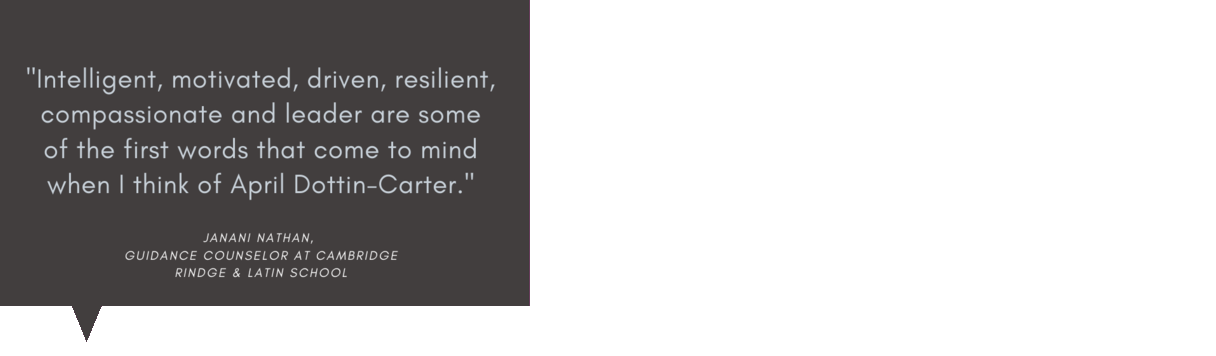 "Intelligent, motivated, driven, resilient,
compassionate and leader are some
of the first words that come to mind
when I think of April Dottin-Carter."
JANANI NATHAN,
GUIDANCE COUNSELOR AT CAMBRIDGE
RINDGE & LATIN SCHOOL